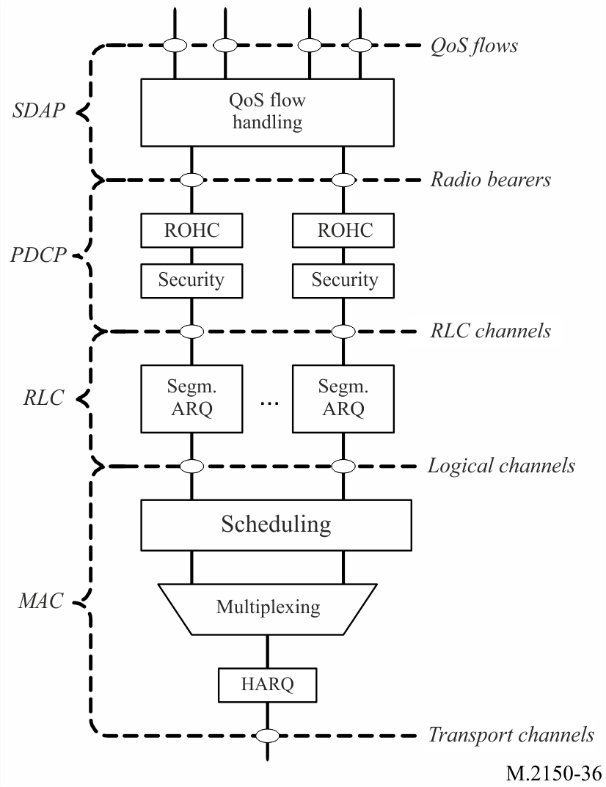 QoS flows
SDAP
QoS flow
handling
Radio bearers
ROHC
ROHC
PDCP
Security
Security
RLC channels
RLC
Segm.
ARQ
...
Segm.
ARQ
Logical channels
Scheduling
MAC
Multiplexing
HARQ
Transport channels
M.2150-36